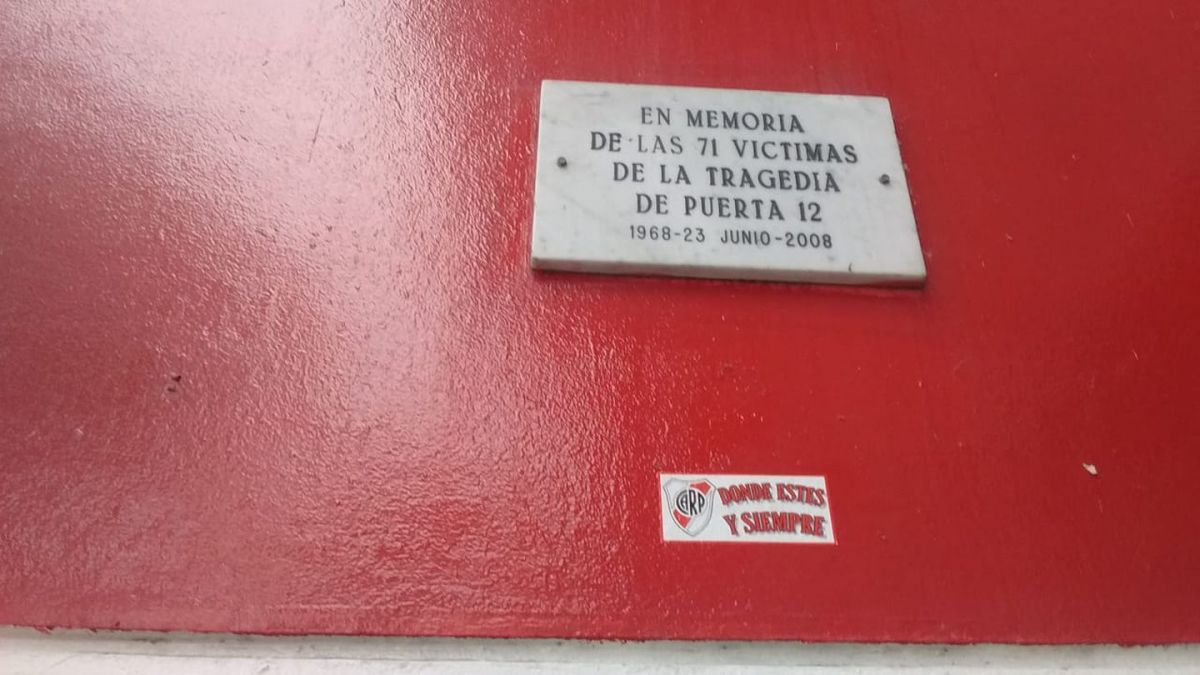 EN MEMORIA
DE LAS 71 VICTIMAS
DE LA TRAGEDIA
DE PUERTA 12
1968-23 JUNIO-2008
CARP
DONDE ESTES
Y SIEMPRE